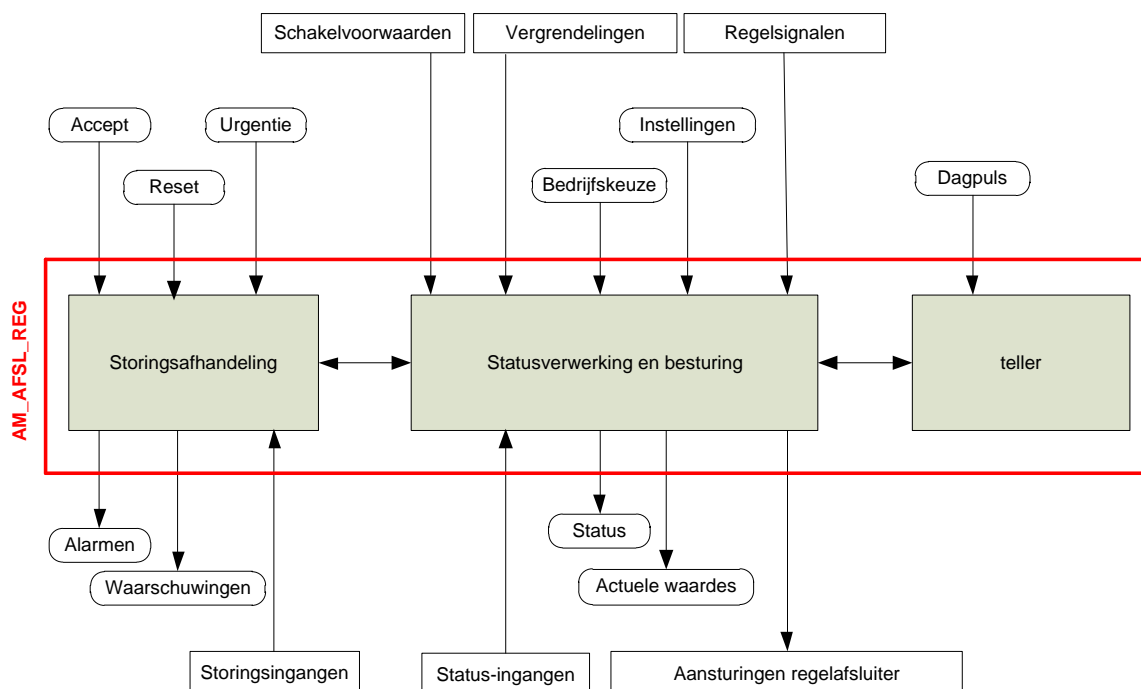 Schakelvoorwaarden
Vergrendelingen
Regelsignalen
Accept
Urgentie
Instellingen
Reset
Bedrijfskeuze
Dagpuls
AM_AFSL_REG
Storingsafhandeling
Statusverwerking en besturing
teller
Alarmen
Status
Waarschuwingen
Actuele waardes
Storingsingangen
Status-ingangen
Aansturingen regelafsluiter